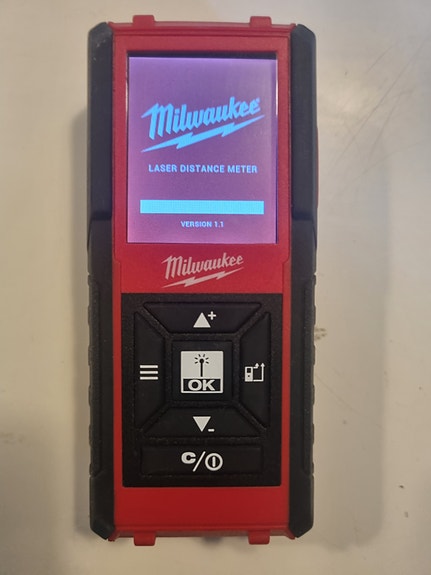 Milwaukee
LASER DISTANCE METER
VERSION 1.1
Milwaukee
+
OK
-
C/